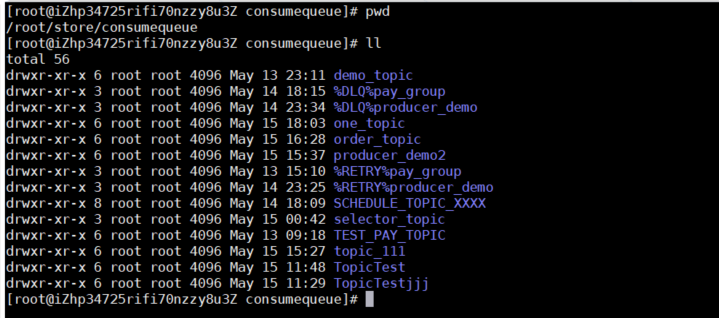 [root@iZhp34725rifi70nzzy8u3Z consumequeue]# pwd
/root/store/consumequeue
[root@iZhp34725rifi70nzzy8u3Z consumequeue]# ll
total 56
drwxr-xr-x 6 root root 4096 May 13 23:11 demo_topic
drwxr-xr-x 3 root root 4096 May 14 18:15 %DLQ%pay_group
drwxr-xr-x 3 root root 4096 May 14 23:34 %DLQ%producer_demo
drwxr-xr-x 6 root root 4096 May 15 18:03 one_topic
drwxr-xr-x 6 root root 4096 May 15 16:28 order_topic
drwxr-xr-x 6 root root 4096 May 15 15:37 producer_demo2
drwxr-xr-x 3 root root 4096 May 13 15:10 %RETRY%pay_group
drwxr-xr-x 3 root root 4096 May 14 23:25 %RETRY%producer_demo
drwxr-xr-x 8 root root 4096 May 14 18:09 SCHEDULE_TOPIC_XXXX
drwxr-xr-x 6 root root 4096 May 15 00:42 selector_topic
drwxr-xr-x 6 root root 4096 May 13 09:18 TEST_PAY_TOPIC
drwxr-xr-x 6 root root 4096 May 15 15:27 topic_111
drwxr-xr-x 6 root root 4096 May 15 11:48 TopicTest
drwxr-xr-x 6 root root 4096 May 15 11:29 TopicTestjjj
[root@iZhp34725rifi70nzzy8u3Z consumequeue]#